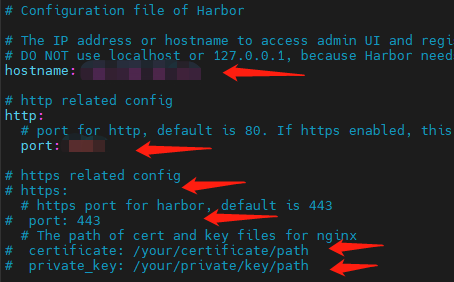 # Configuration file of Harbor
# The IP address or hostname to access admin UI and regi
# DO NOT use localhost or 127.0.0.1, because Harbor need
hostname:
# http related config
http:
# port for http, default is 80. If https enabled, this
port:
# https related config
# https:
# https port for harbor, default is 443
# port: 443
# The path of cert and key files for nginx
# certificate: /your/certificate/path
# private_key: /your/private/key/path